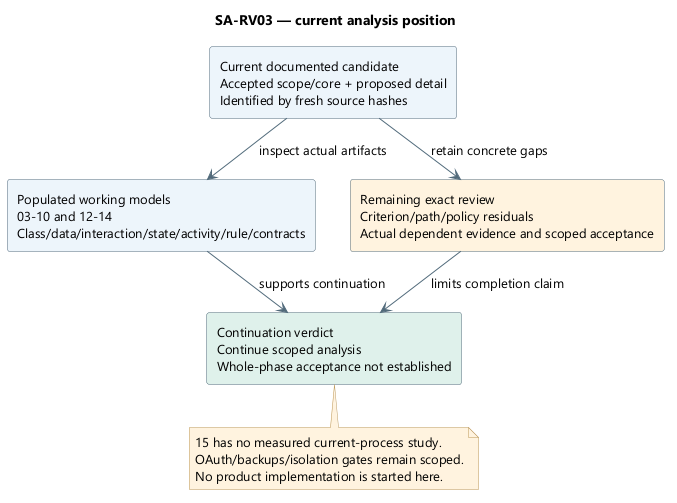 SA-RV03 — current analysis position
Current documented candidate
Accepted scope/core + proposed detail
Identified by fresh source hashes
inspect actual artifacts
retain concrete gaps
Populated working models
03-10 and 12-14
Class/data/interaction/state/activity/rule/contracts
Remaining exact review
Criterion/path/policy residuals
Actual dependent evidence and scoped acceptance
supports continuation
limits completion claim
Continuation verdict
Continue scoped analysis
Whole-phase acceptance not established
15 has no measured current-process study.
OAuth/backups/isolation gates remain scoped.
No product implementation is started here.